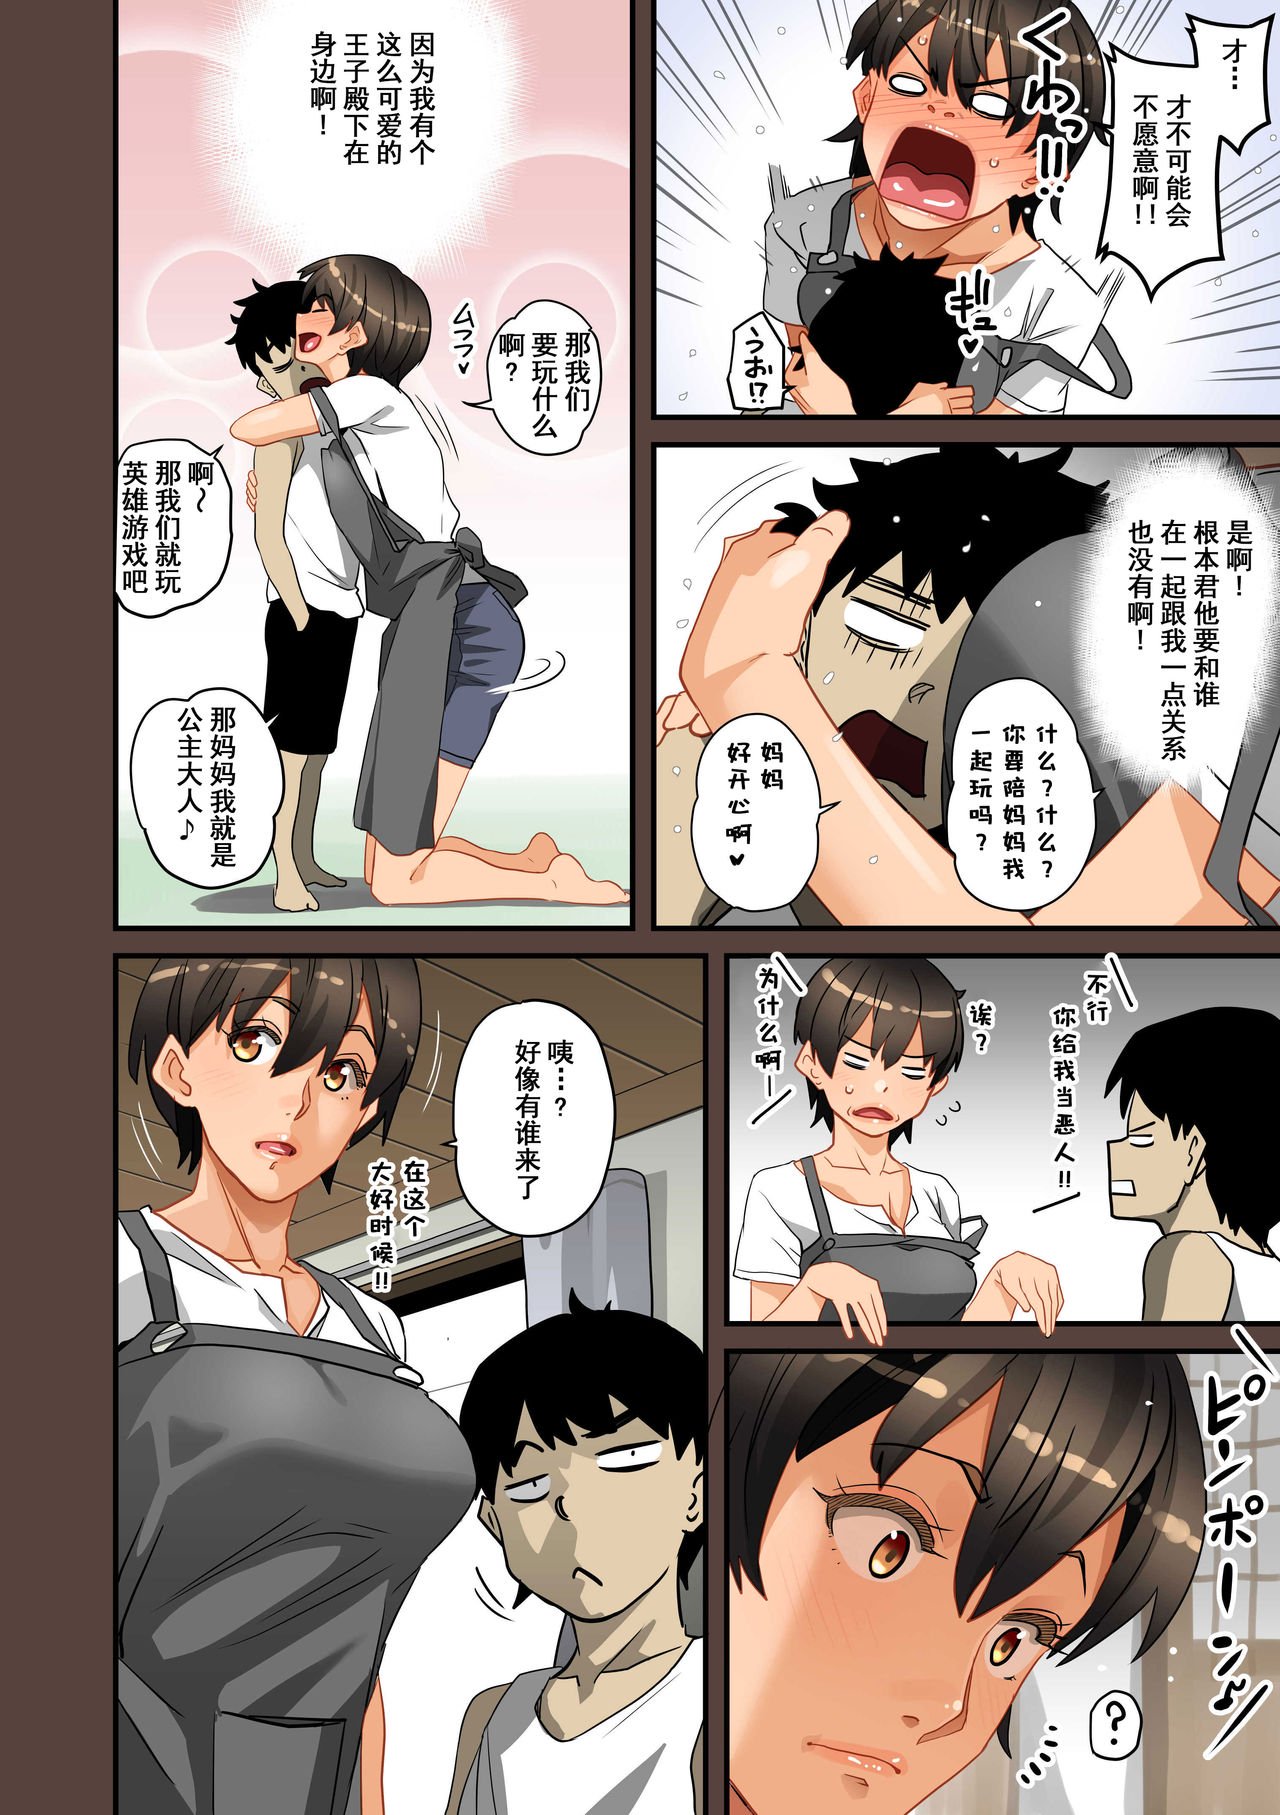 才…
才不可能会
不愿意啊!!
くわっ!!
ギュ
うお!?
是啊！
根本君他要和谁
在一起跟我一点关系
也没有啊！
什么？什么？
你要陪妈妈我
一起玩吗？
妈妈
好开心啊♥
因为我有个
这么可爱的
王子殿下在
身边啊！
那我们
要玩什么
啊？
ムフフ♥
啊～
那我们就玩
英雄游戏吧
那妈妈我就是
公主大人♪
不行
你给我当恶人!!
诶？
为什么啊ー
ピンポーン♪
？
咦…？
好像有谁来了
在这个
大好时候!!